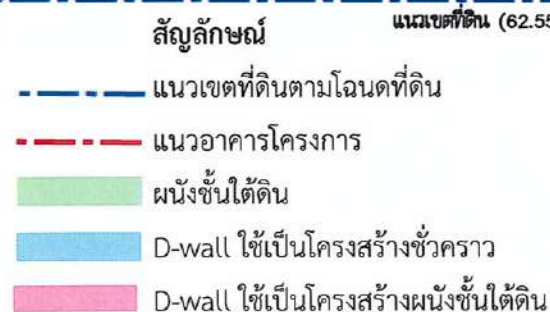 แนวเขตที่ดิน (62.55
สัญลักษณ์
แนวเขตที่ดินตามโฉนดที่ดิน
แนวอาคารโครงการ
ผนังชั้นใต้ดิน
D-wall ใช้เป็นโครงสร้างชั่วคราว
D-wall ใช้เป็นโครงสร้างผนังชั้นใต้ดิน